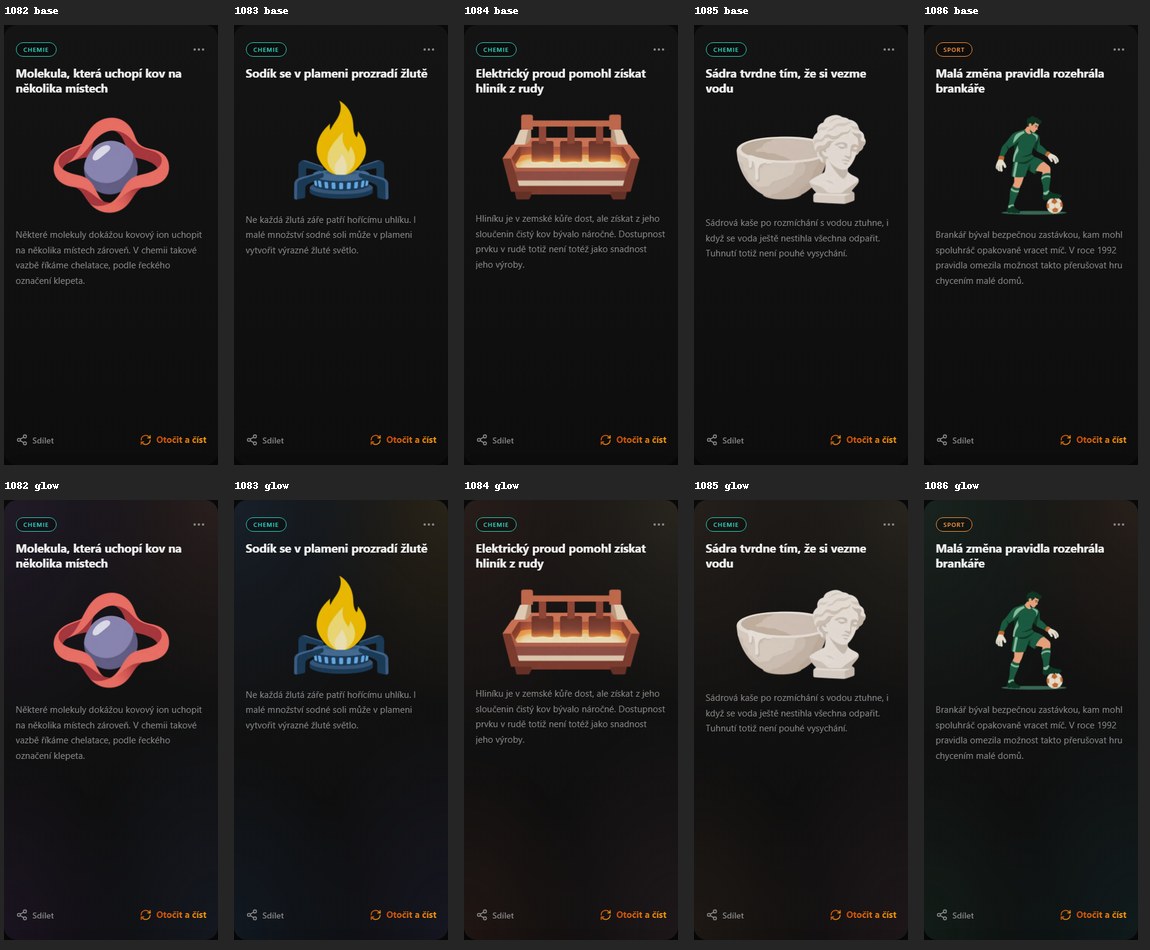 1082 base
CHEMIE
Molekula, která uchopí kov na
několika místech
Některé molekuly dokážou kovový ion uchopit
na několika místech zároveň. V chemii takové
vazbě říkáme chelatace, podle řeckého
označení klepeta.
Sdílet
Otočit a číst
1083 base
CHEMIE
Sodík se v plameni prozradí žlutě
Ne každá žlutá záře patří hořícímu uhlíku. I
malé množství sodné soli může v plameni
vytvořit výrazné žluté světlo.
Sdílet
Otočit a číst
1084 base
CHEMIE
Elektrický proud pomohl získat
hliník z rudy
Hliníku je v zemské kůře dost, ale získat z jeho
sloučenin čistý kov bývalo náročné. Dostupnost
prvku v rudě totiž není totéž jako snadnost
jeho výroby.
Sdílet
Otočit a číst
1085 base
CHEMIE
Sádra tvrdne tím, že si vezme
vodu
Sádrová kaše po rozmíchání s vodou ztuhne, i
když se voda ještě nestihla všechna odpařit.
Tuhnutí totiž není pouhé vysychání.
Sdílet
Otočit a číst
1086 base
SPORT
Malá změna pravidla rozehrála
brankáře
Brankář býval bezpečnou zastávkou, kam mohl
spoluhráč opakovaně vracet míč. V roce 1992
pravidla omezila možnost takto přerušovat hru
chycením malé domů.
Sdílet
Otočit a číst
1082 glow
CHEMIE
Molekula, která uchopí kov na
několika místech
Některé molekuly dokážou kovový ion uchopit
na několika místech zároveň. V chemii takové
vazbě říkáme chelatace, podle řeckého
označení klepeta.
Sdílet
Otočit a číst
1083 glow
CHEMIE
Sodík se v plameni prozradí žlutě
Ne každá žlutá záře patří hořícímu uhlíku. I
malé množství sodné soli může v plameni
vytvořit výrazné žluté světlo.
Sdílet
Otočit a číst
1084 glow
CHEMIE
Elektrický proud pomohl získat
hliník z rudy
Hliníku je v zemské kůře dost, ale získat z jeho
sloučenin čistý kov bývalo náročné. Dostupnost
prvku v rudě totiž není totéž jako snadnost
jeho výroby.
Sdílet
Otočit a číst
1085 glow
CHEMIE
Sádra tvrdne tím, že si vezme
vodu
Sádrová kaše po rozmíchání s vodou ztuhne, i
když se voda ještě nestihla všechna odpařit.
Tuhnutí totiž není pouhé vysychání.
Sdílet
Otočit a číst
1086 glow
SPORT
Malá změna pravidla rozehrála
brankáře
Brankář býval bezpečnou zastávkou, kam mohl
spoluhráč opakovaně vracet míč. V roce 1992
pravidla omezila možnost takto přerušovat hru
chycením malé domů.
Sdílet
Otočit a číst